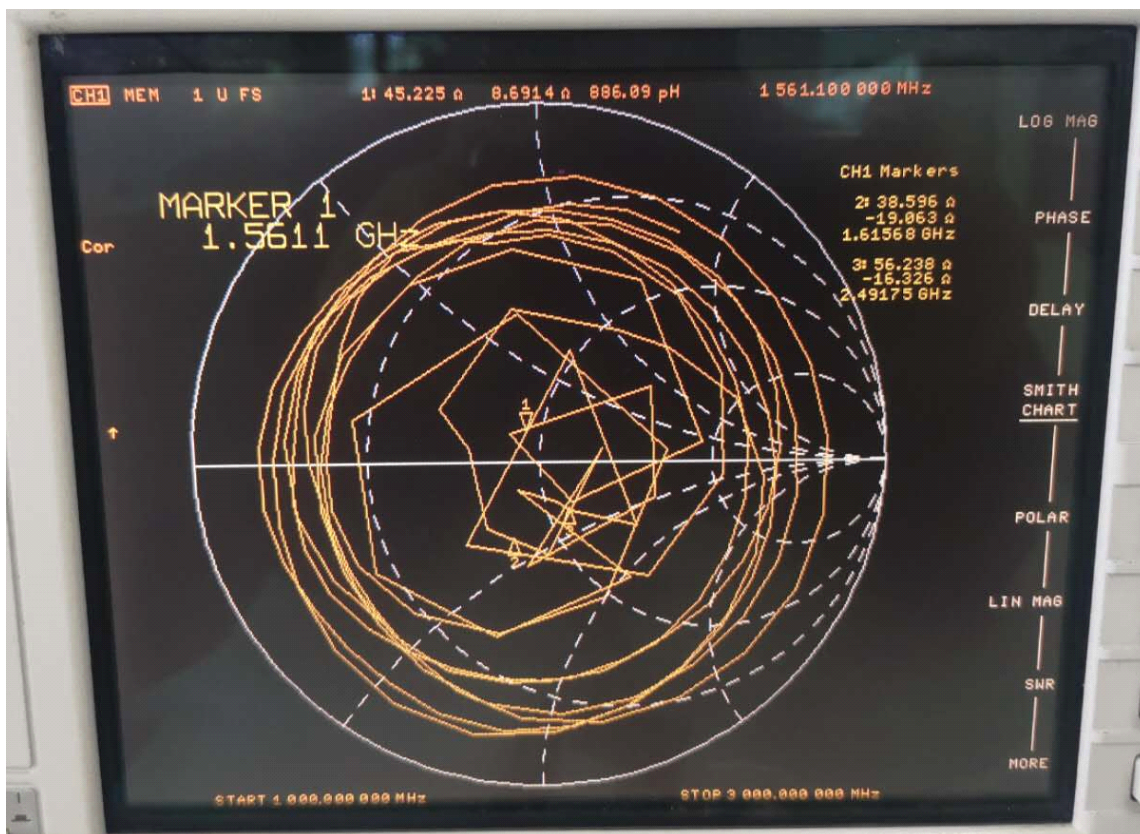 CH1 MEM 1 U FS 1: 45.225 Ω 8.6914 Ω 886.09 pH 1 561.100 000 MHz
LOG MAG
MARKER 1
1.5611 GHz
Cor
CH1 Markers
2: 38.596 Ω
-19.063 Ω
1.61568 GHz
3: 56.238 Ω
-16.326 Ω
2.49175 GHz
PHASE
DELAY
SMITH
CHART
POLAR
LIN MAG
SWR
MORE
1
2
START 1 000.000 000 MHz STOP 3 000.000 000 MHz